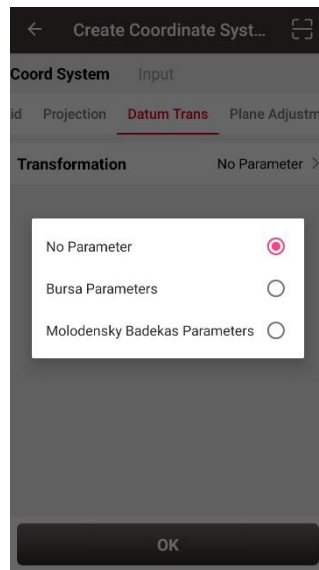 Create Coordinate Syst...
Coord System Input
id Projection Datum Trans Plane Adjustm
Transformation No Parameter
No Parameter
Bursa Parameters
Molodensky Badekas Parameters
OK